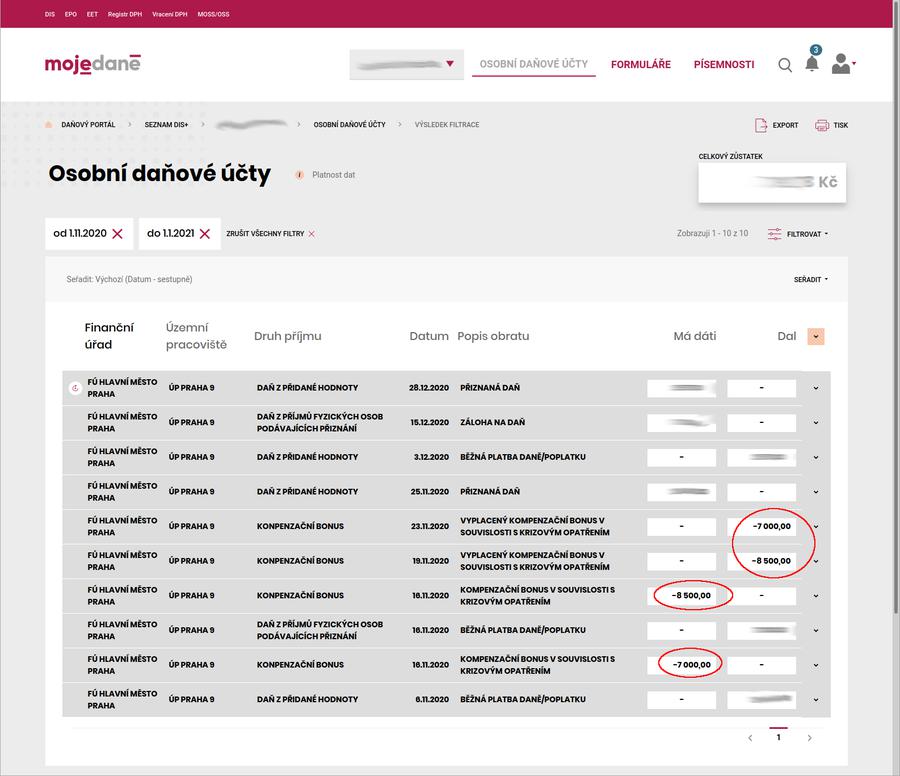 DIS EPO EET Registr DPH Vracení DPH MOSS/OSS
mojedaně
OSOBNÍ DAŇOVÉ ÚČTY FORMULÁŘE PÍSEMNOSTI 3
DAŇOVÝ PORTÁL > SEZNAM DIS+ > > OSOBNÍ DAŇOVÉ ÚČTY > VÝSLEDEK FILTRACE EXPORT TISK
CELKOVÝ ZŮSTATEK
Osobní daňové účty i Platnost dat
Kč
od 1.11.2020 do 1.1.2021 ZRUŠIT VŠECHNY FILTRY Zobrazuji 1 - 10 z 10 FILTROVAT
Seřadit: Výchozí (Datum - sestupně) SEŘADIT
Finanční úřad Územní pracoviště Druh příjmu Datum Popis obratu Má dáti Dal
FÚ HLAVNÍ MĚSTO PRAHA ÚP PRAHA 9 DAŇ Z PŘIDANÉ HODNOTY 28.12.2020 PŘIZNANÁ DAŇ -
FÚ HLAVNÍ MĚSTO PRAHA ÚP PRAHA 9 DAŇ Z PŘÍJMŮ FYZICKÝCH OSOB PODÁVAJÍCÍCH PŘIZNÁNÍ 15.12.2020 ZÁLOHA NA DAŇ -
FÚ HLAVNÍ MĚSTO PRAHA ÚP PRAHA 9 DAŇ Z PŘIDANÉ HODNOTY 3.12.2020 BĚŽNÁ PLATBA DANĚ/POPLATKU -
FÚ HLAVNÍ MĚSTO PRAHA ÚP PRAHA 9 DAŇ Z PŘIDANÉ HODNOTY 25.11.2020 PŘIZNANÁ DAŇ -
FÚ HLAVNÍ MĚSTO PRAHA ÚP PRAHA 9 KONPENZAČNÍ BONUS 23.11.2020 VYPLACENÝ KOMPENZAČNÍ BONUS V SOUVISLOSTI S KRIZOVÝM OPATŘENÍM - -7 000,00
FÚ HLAVNÍ MĚSTO PRAHA ÚP PRAHA 9 KONPENZAČNÍ BONUS 19.11.2020 VYPLACENÝ KOMPENZAČNÍ BONUS V SOUVISLOSTI S KRIZOVÝM OPATŘENÍM - -8 500,00
FÚ HLAVNÍ MĚSTO PRAHA ÚP PRAHA 9 KONPENZAČNÍ BONUS 16.11.2020 KOMPENZAČNÍ BONUS V SOUVISLOSTI S KRIZOVÝM OPATŘENÍM -8 500,00 -
FÚ HLAVNÍ MĚSTO PRAHA ÚP PRAHA 9 DAŇ Z PŘÍJMŮ FYZICKÝCH OSOB PODÁVAJÍCÍCH PŘIZNÁNÍ 16.11.2020 BĚŽNÁ PLATBA DANĚ/POPLATKU -
FÚ HLAVNÍ MĚSTO PRAHA ÚP PRAHA 9 KONPENZAČNÍ BONUS 16.11.2020 KOMPENZAČNÍ BONUS V SOUVISLOSTI S KRIZOVÝM OPATŘENÍM -7 000,00 -
FÚ HLAVNÍ MĚSTO PRAHA ÚP PRAHA 9 DAŇ Z PŘIDANÉ HODNOTY 6.11.2020 BĚŽNÁ PLATBA DANĚ/POPLATKU -
1